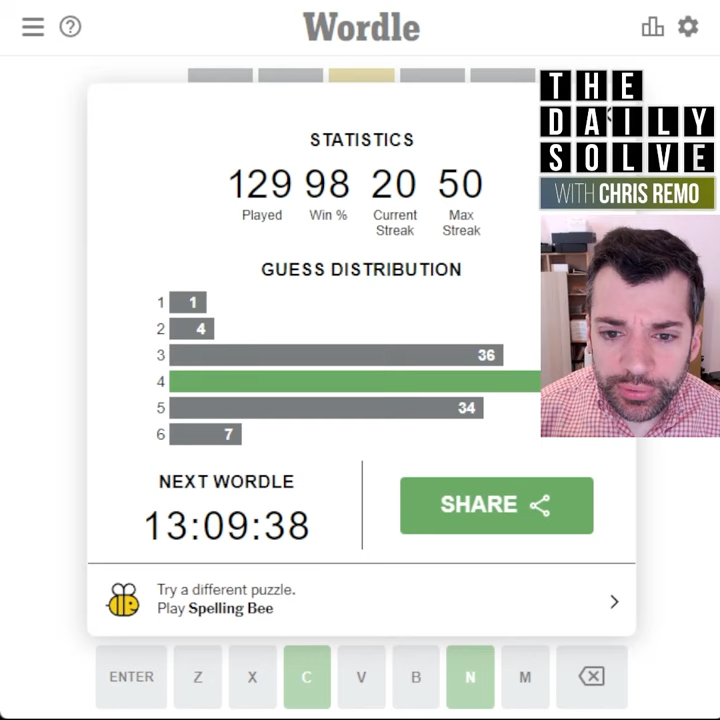 Wordle
THE
DAILY
SOLVE
WITH CHRIS REMO
STATISTICS
129 98 20 50
Played Win % Current Streak Max Streak
GUESS DISTRIBUTION
1 1
2 4
3 36
4
5 34
6 7
NEXT WORDLE
13:09:38
SHARE
Try a different puzzle.
Play Spelling Bee
ENTER Z X C V B N M